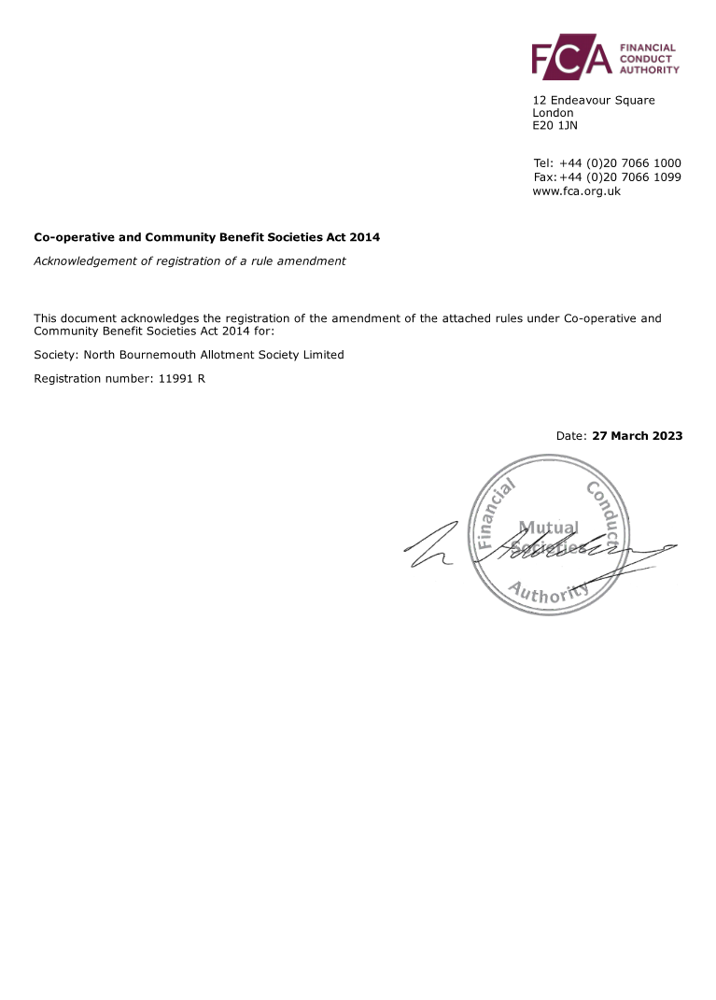 FCA FINANCIAL
CONDUCT
AUTHORITY
12 Endeavour Square
London
E20 1JN
Tel: +44 (0)20 7066 1000
Fax: +44 (0)20 7066 1099
www.fca.org.uk
Co-operative and Community Benefit Societies Act 2014
Acknowledgement of registration of a rule amendment
This document acknowledges the registration of the amendment of the attached rules under Co-operative and
Community Benefit Societies Act 2014 for:
Society: North Bournemouth Allotment Society Limited
Registration number: 11991 R
Date: 27 March 2023
Financial Conduct
Mutual
Societies
Authority